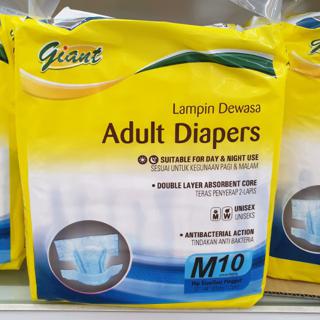 giant
Lampin Dewasa
Adult Diapers
SUITABLE FOR DAY & NIGHT USE
SESUAI UNTUK KEGUNAAN PAGI & MALAM
• DOUBLE LAYER ABSORBENT CORE
TERAS PENYERAP 2-LAPIS
M W UNISEX
UNISEKS
• ANTIBACTERIAL ACTION
TINDAKAN ANTI BAKTERIA
M10